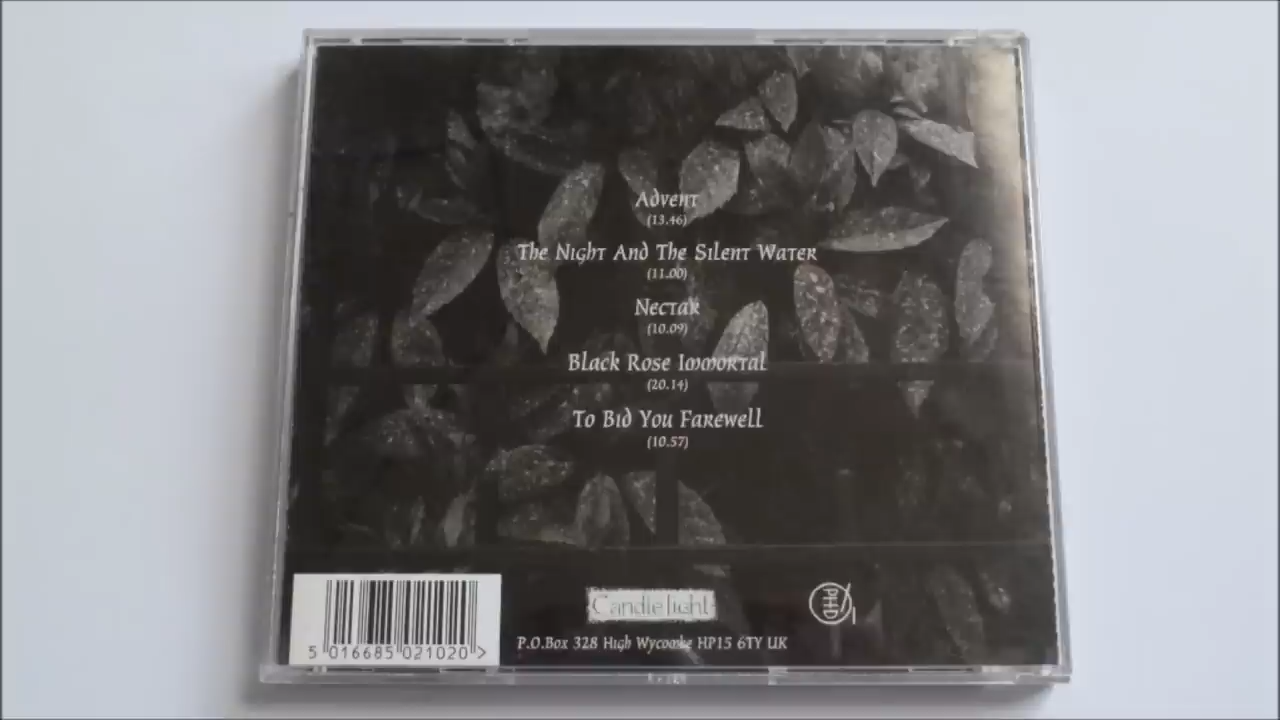 Advent
(13.46)
The Night And The Silent Water
(11.00)
Nectar
(10.09)
Black Rose Immortal
(20.14)
To Bid You Farewell
(10.57)
Candlelight
PHD
P.O.Box 328 High Wycombe HP15 6TY UK
5 016685 021020 >